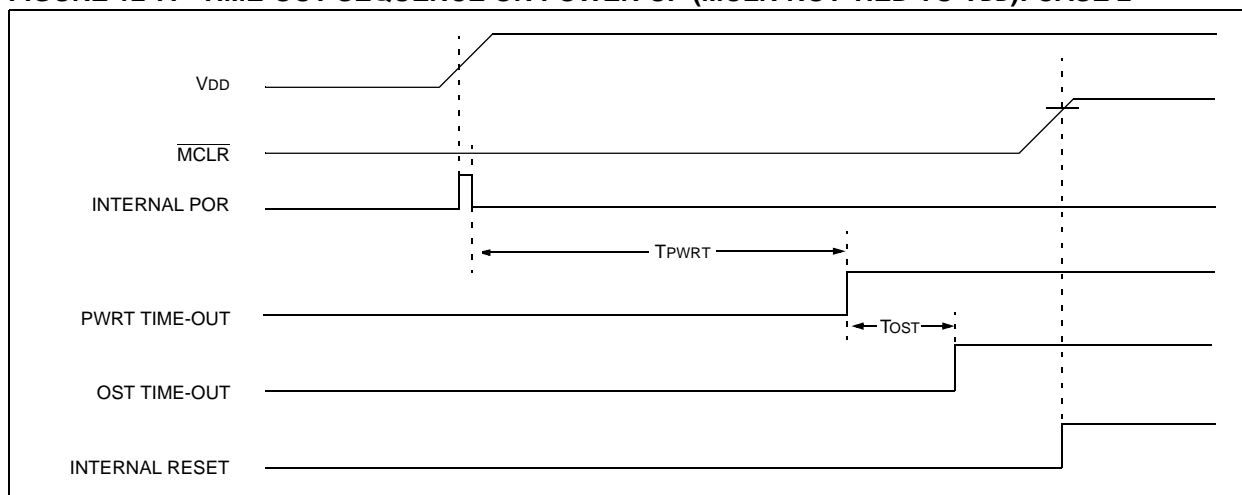 VDD
MCLR
INTERNAL POR
TPWRT
PWRT TIME-OUT
TOST
OST TIME-OUT
INTERNAL RESET